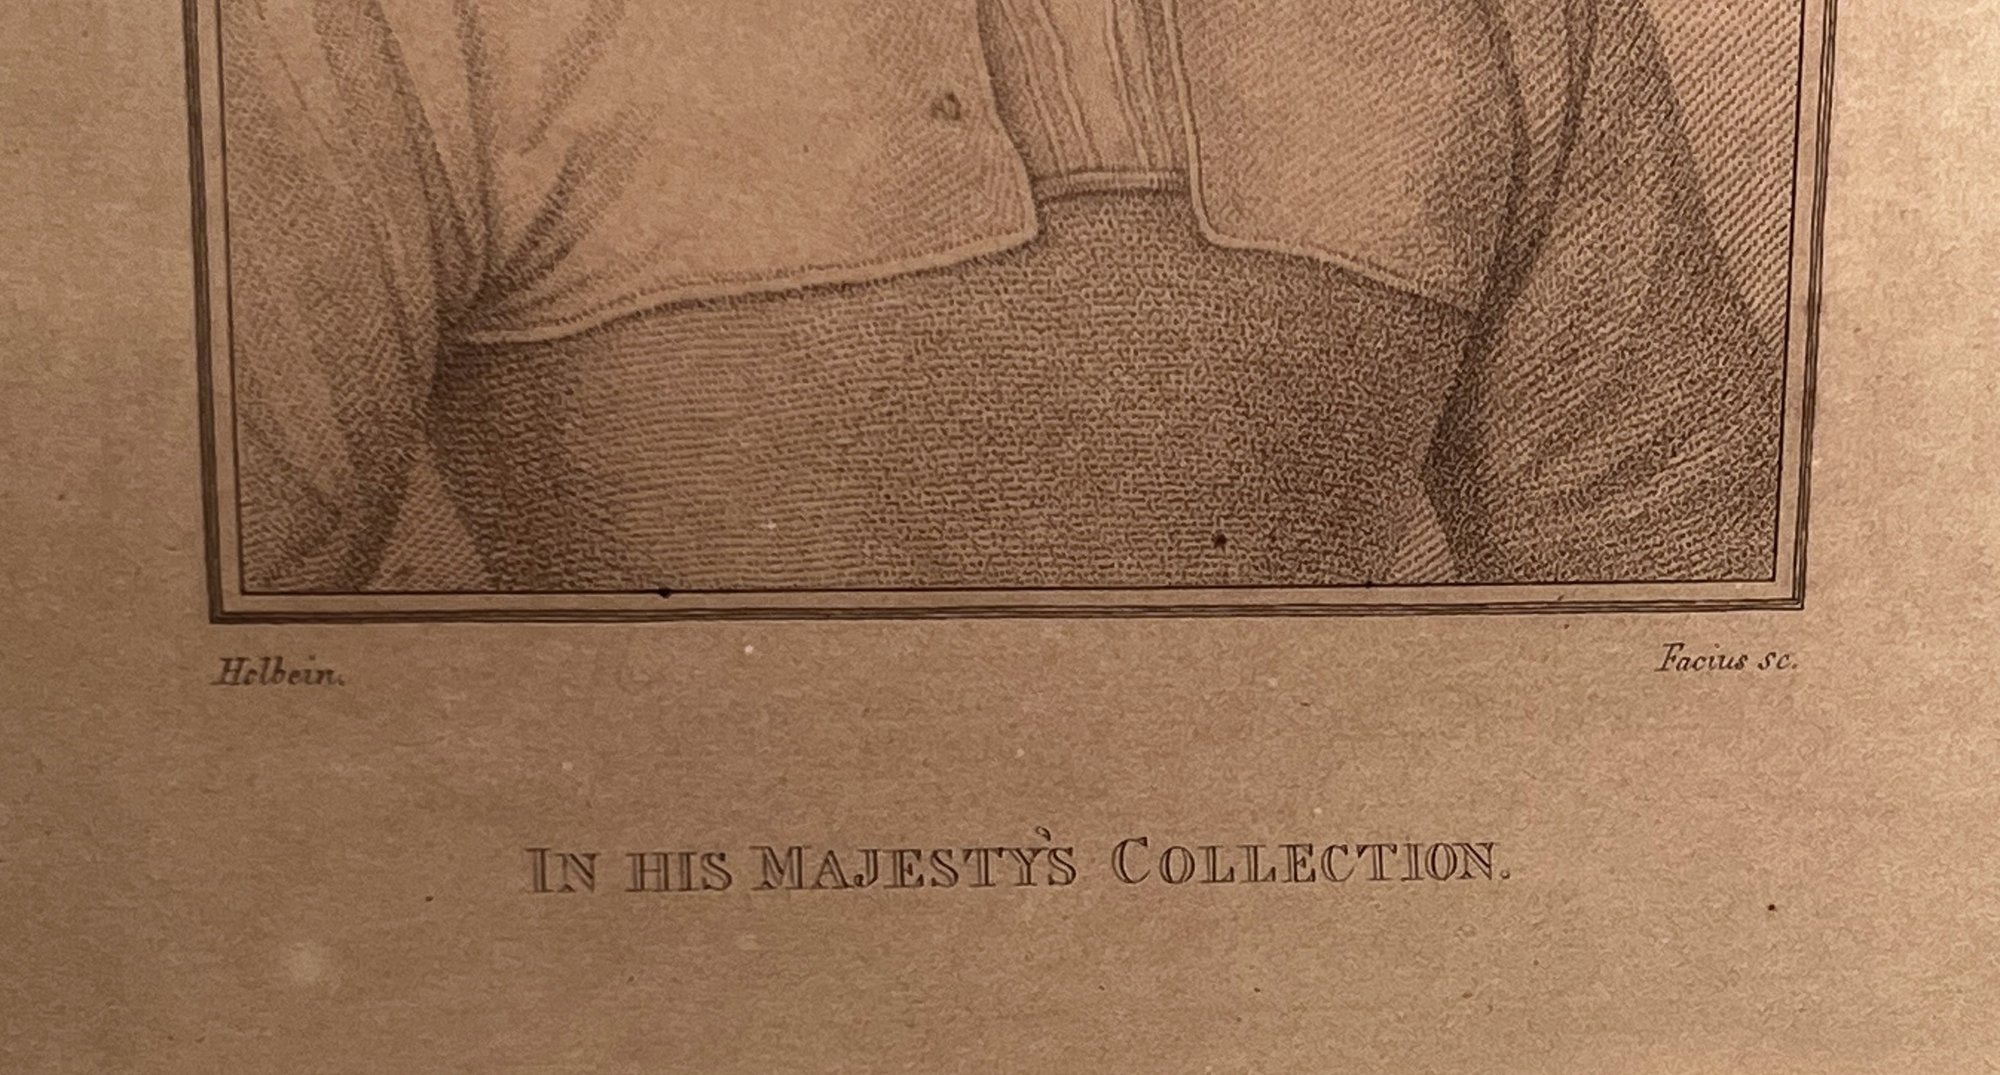 Holbein.
Facius sc.
IN HIS MAJESTY'S COLLECTION.